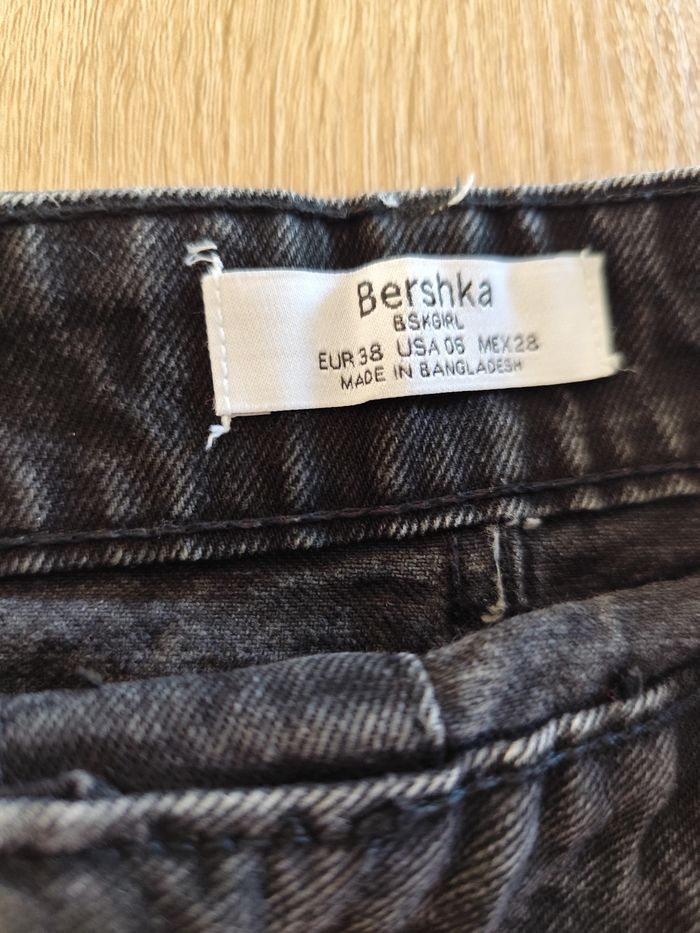 Bershka
BSKGIRL
EUR 38 USA 06 MEX 28
MADE IN BANGLADESH